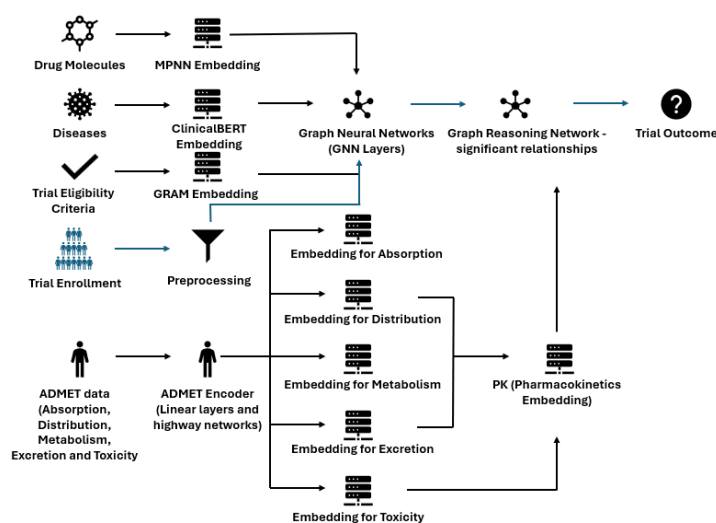 Drug Molecules
MPNN Embedding
Diseases
ClinicalBERT
Embedding
Graph Neural Networks
(GNN Layers)
Graph Reasoning Network -
significant relationships
?
Trial Outcome
Trial Eligibility
Criteria
GRAM Embedding
Trial Enrollment
Preprocessing
Embedding for Absorption
Embedding for Distribution
ADMET data
(Absorption,
Distribution,
Metabolism,
Excretion and Toxicity
ADMET Encoder
(Linear layers and
highway networks)
Embedding for Metabolism
PK (Pharmacokinetics
Embedding)
Embedding for Excretion
Embedding for Toxicity